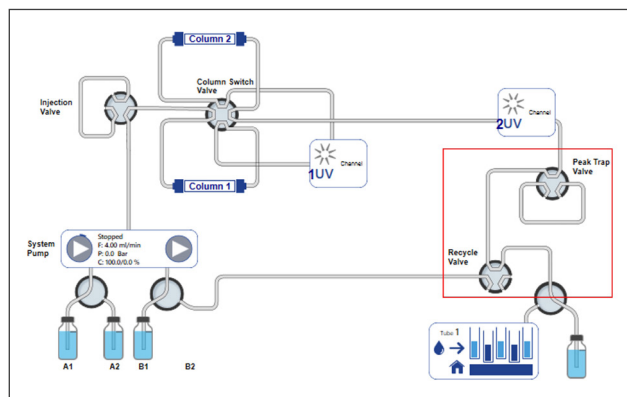 Column 2
Column Switch
Valve
Injection
Valve
Channel
2UV
Channel
1UV
Peak Trap
Valve
Column 1
System
Pump
Stopped
F: 4.00 ml/min
P: 0.0 Bar
C: 100.0/0.0 %
Recycle
Valve
Tube 1
A1
A2
B1
B2